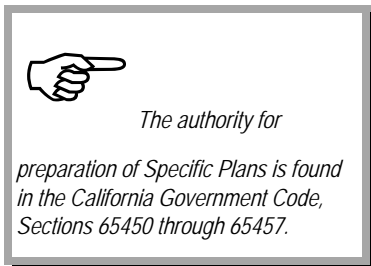 The authority for
preparation of Specific Plans is found
in the California Government Code,
Sections 65450 through 65457.